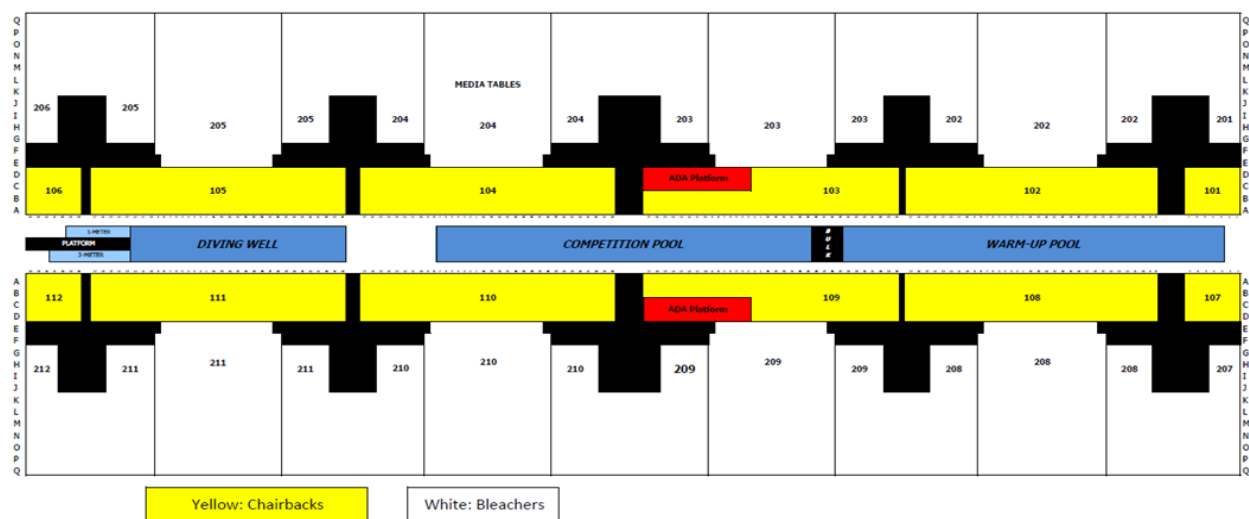 Q Q
P P
O O
N N
M M
L MEDIA TABLES L
K K
J 206 205 205 204 204 203 203 202 202 201 J
I 205 204 203 202 I
H H
G G
F F
E E
D ADA Platform D
C 106 105 104 103 102 101 C
B B
A A
1-METER
PLATFORM DIVING WELL COMPETITION POOL BULK WARM-UP POOL
3-METER
A A
B B
C 112 111 110 109 108 107 C
D ADA Platform D
E E
F F
G G
H 211 210 209 208 H
I 212 211 211 210 210 209 209 208 208 207 I
J J
K K
L L
M M
N N
O O
P P
Q Q
Yellow: Chairbacks White: Bleachers